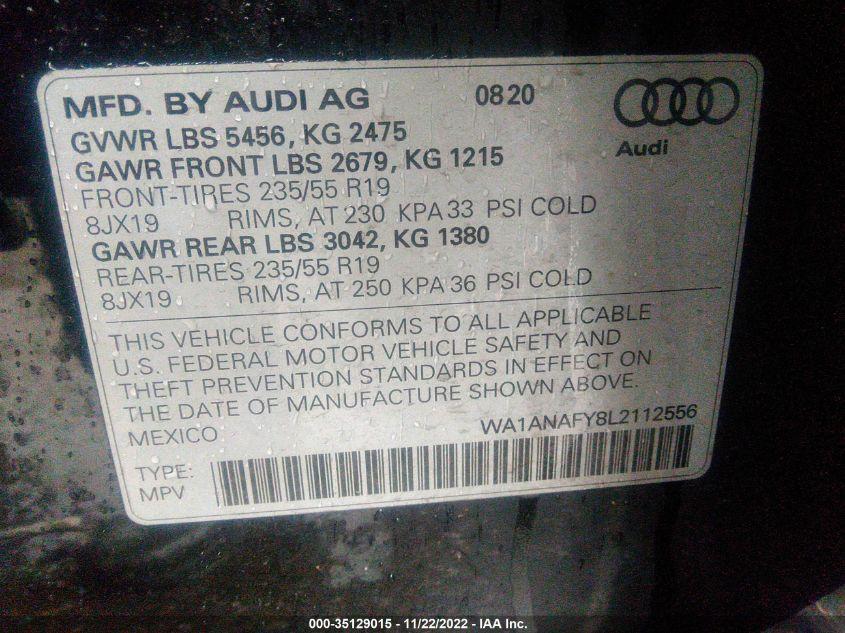 MFD. BY AUDI AG 0820
Audi
GVWR LBS 5456, KG 2475
GAWR FRONT LBS 2679, KG 1215
FRONT-TIRES 235/55 R19
8JX19 RIMS, AT 230 KPA 33 PSI COLD
GAWR REAR LBS 3042, KG 1380
REAR-TIRES 235/55 R19
8JX19 RIMS, AT 250 KPA 36 PSI COLD
THIS VEHICLE CONFORMS TO ALL APPLICABLE
U.S. FEDERAL MOTOR VEHICLE SAFETY AND
THEFT PREVENTION STANDARDS IN EFFECT ON
THE DATE OF MANUFACTURE SHOWN ABOVE.
MEXICO WA1ANAFY8L2112556
TYPE:
MPV
000-35129015 - 11/22/2022 - IAA Inc.